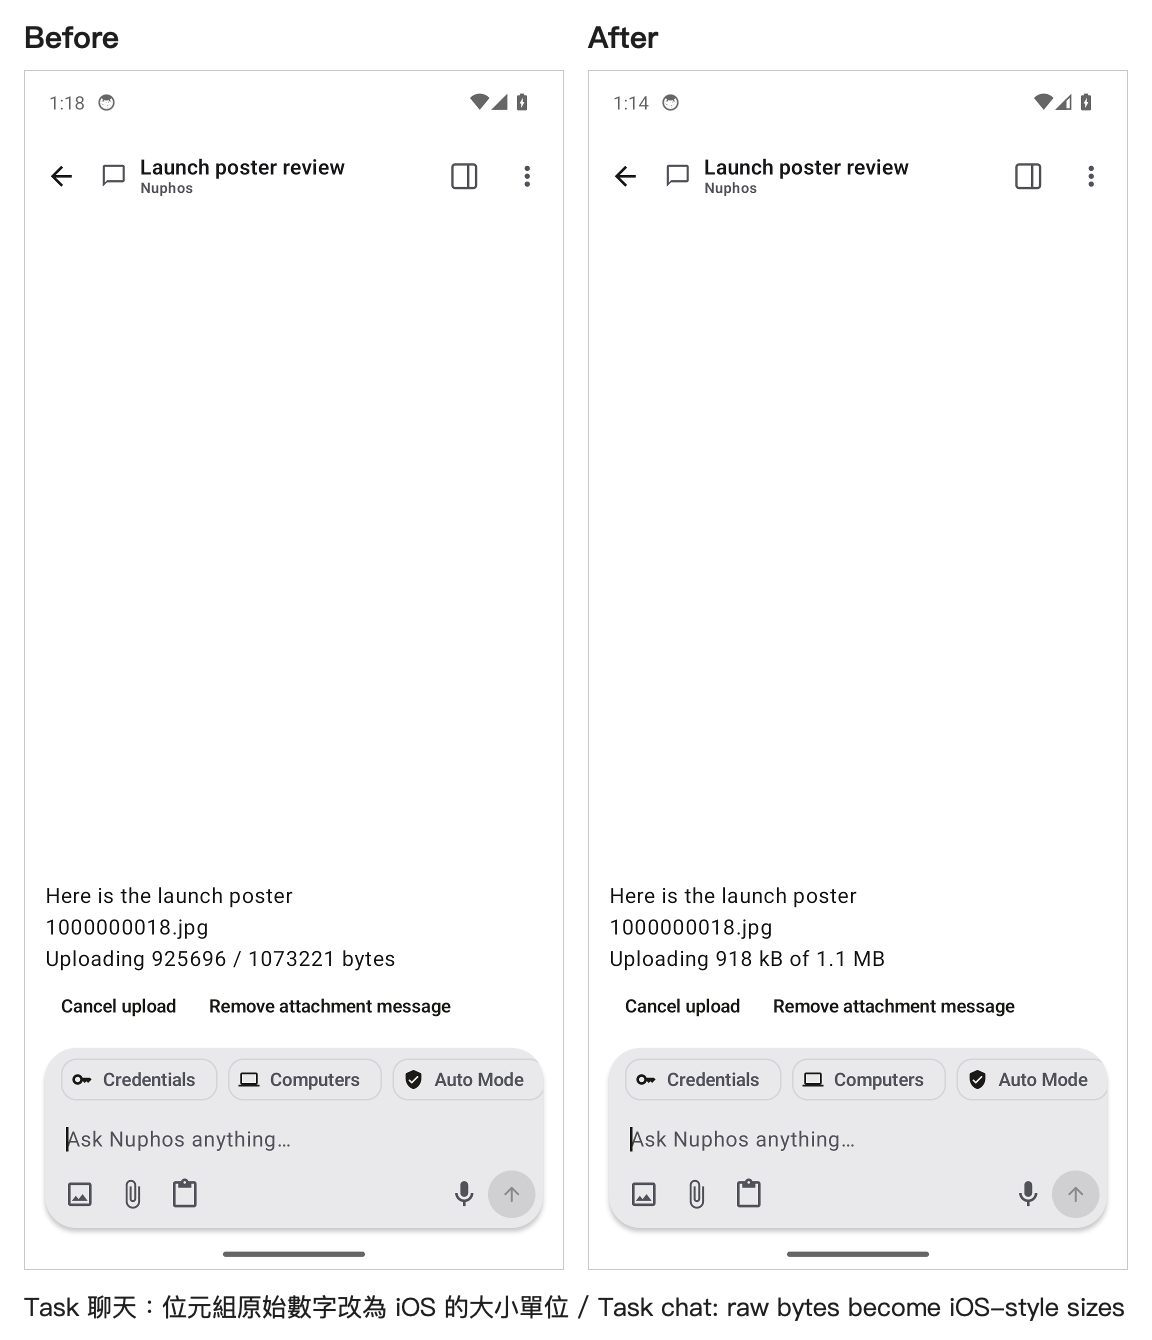 Before
After
1:18
Launch poster review
Nuphos
Here is the launch poster
1000000018.jpg
Uploading 925696 / 1073221 bytes
Cancel upload Remove attachment message
Credentials Computers Auto Mode
Ask Nuphos anything…
1:14
Launch poster review
Nuphos
Here is the launch poster
1000000018.jpg
Uploading 918 kB of 1.1 MB
Cancel upload Remove attachment message
Credentials Computers Auto Mode
Ask Nuphos anything…
Task 聊天：位元組原始數字改為 iOS 的大小單位 / Task chat: raw bytes become iOS-style sizes